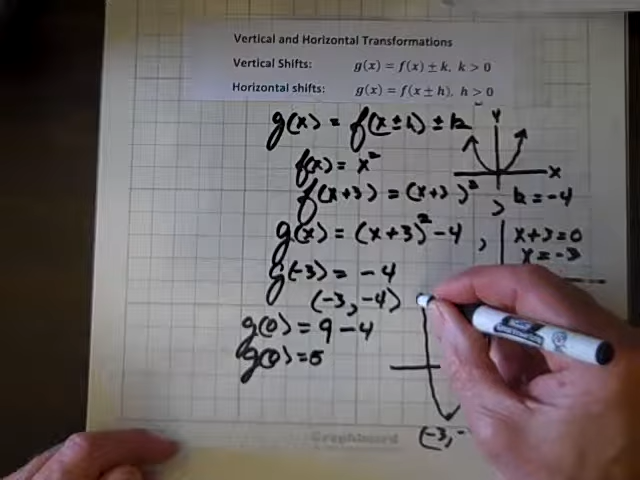 Vertical and Horizontal Transformations
Vertical Shifts: g(x) = f(x) ± k, k > 0
Horizontal shifts: g(x) = f(x ± h), h > 0
g(x) = f(x ± h) ± k
Y
f(x) = x²
X
f(x+3) = (x+3)², k = -4
g(x) = (x+3)² - 4,
x+3=0
x = -3
g(-3) = -4
(-3, -4)
g(0) = 9 - 4
g(0) = 5
(-3, -
Graphboard